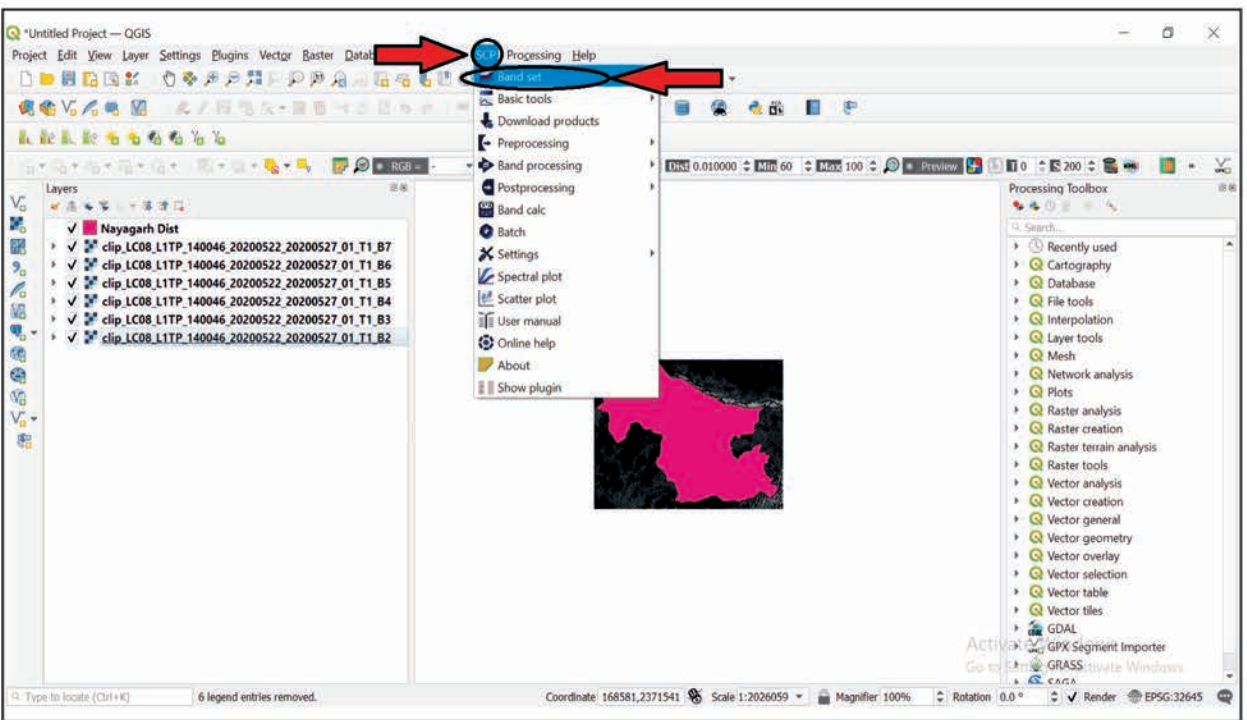 *Untitled Project — QGIS
Project Edit View Layer Settings Plugins Vector Raster Datab SCP Processing Help
Band set
Basic tools
Download products
Preprocessing
Band processing
Postprocessing
Band calc
Batch
Settings
Spectral plot
Scatter plot
User manual
Online help
About
Show plugin
RGB = -
Dist 0.010000 Min 60 Max 100 Preview T 0 S 200
Layers
Nayagarh Dist
clip_LC08_L1TP_140046_20200522_20200527_01_T1_B7
clip_LC08_L1TP_140046_20200522_20200527_01_T1_B6
clip_LC08_L1TP_140046_20200522_20200527_01_T1_B5
clip_LC08_L1TP_140046_20200522_20200527_01_T1_B4
clip_LC08_L1TP_140046_20200522_20200527_01_T1_B3
clip_LC08_L1TP_140046_20200522_20200527_01_T1_B2
Processing Toolbox
Search...
Recently used
Cartography
Database
File tools
Interpolation
Layer tools
Mesh
Network analysis
Plots
Raster analysis
Raster creation
Raster terrain analysis
Raster tools
Vector analysis
Vector creation
Vector general
Vector geometry
Vector overlay
Vector selection
Vector table
Vector tiles
GDAL
GPX Segment Importer
GRASS
SAGA
Type to locate (Ctrl+K) 6 legend entries removed. Coordinate 168581,2371541 Scale 1:2026059 Magnifier 100% Rotation 0.0 ° Render EPSG:32645